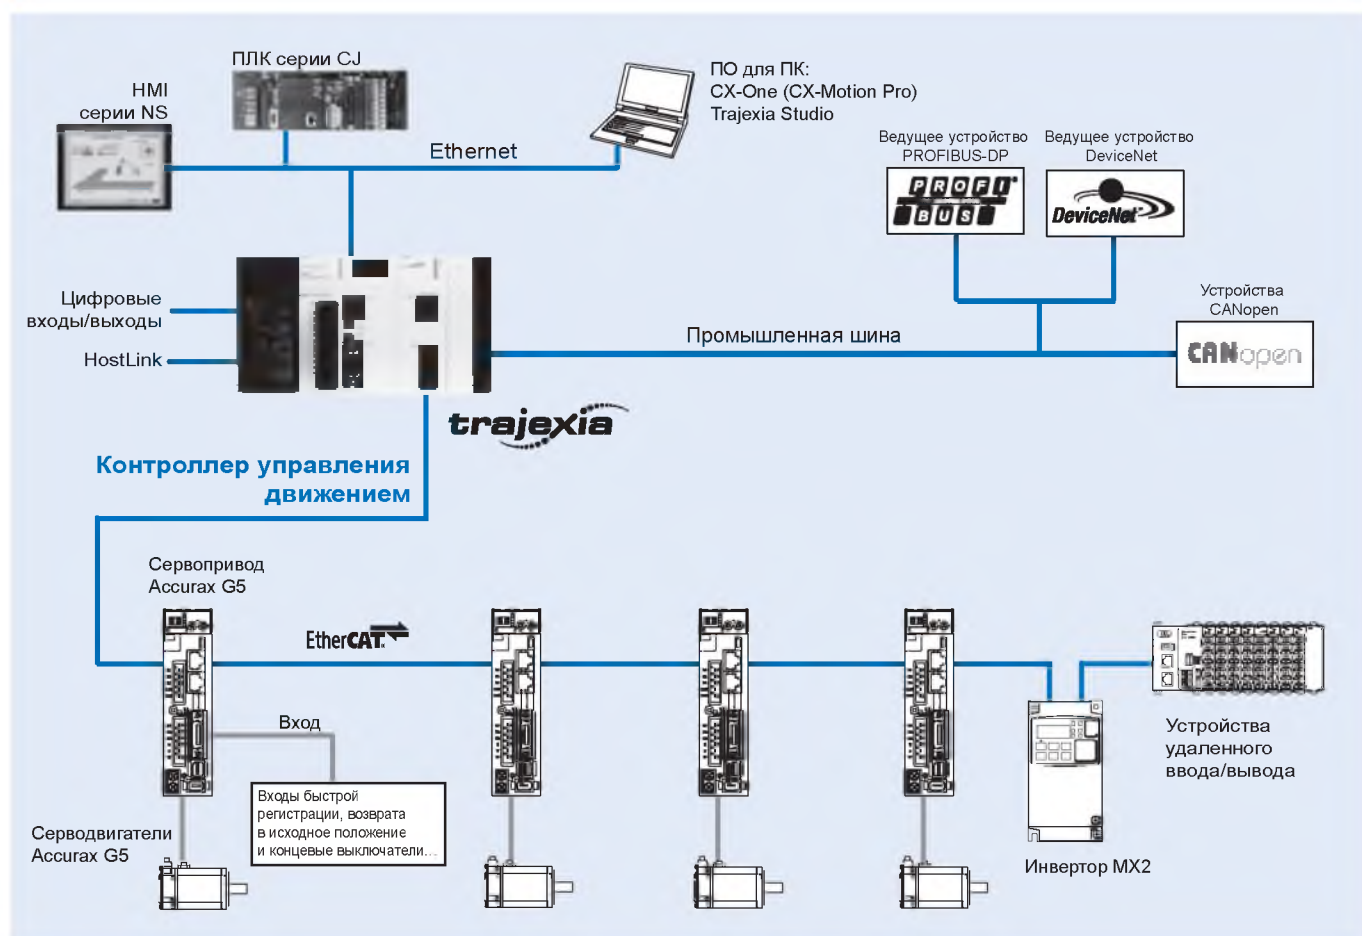 ПЛК серии CJ
HMI
серии NS
ПО для ПК:
CX-One (CX-Motion Pro)
Trajexia Studio
Ethernet
Ведущее устройство
PROFIBUS-DP
Ведущее устройство
DeviceNet
PROFI
BUS
DeviceNet
Цифровые
входы/выходы
HostLink
Промышленная шина
Устройства
CANopen
CANopen
trajexia
Контроллер управления
движением
Сервопривод
Accurax G5
EtherCAT
Вход
Входы быстрой
регистрации, возврата
в исходное положение
и концевые выключатели...
Серводвигатели
Accurax G5
Инвертор MX2
Устройства
удаленного
ввода/вывода